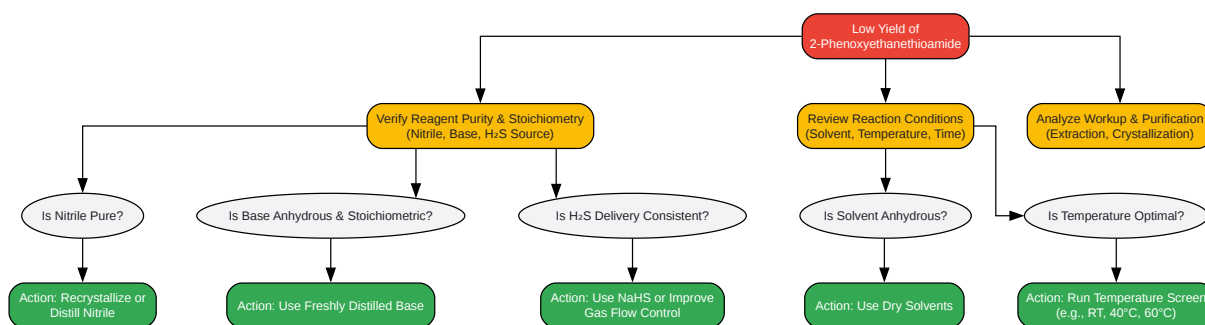 Low Yield of
2-Phenoxyethanethioamide
Verify Reagent Purity & Stoichiometry
(Nitrile, Base, H₂S Source)
Review Reaction Conditions
(Solvent, Temperature, Time)
Analyze Workup & Purification
(Extraction, Crystallization)
Is Nitrile Pure?
Is Base Anhydrous & Stoichiometric?
Is H₂S Delivery Consistent?
Is Solvent Anhydrous?
Is Temperature Optimal?
Action: Recrystallize or
Distill Nitrile
Action: Use Freshly Distilled Base
Action: Use NaHS or Improve
Gas Flow Control
Action: Use Dry Solvents
Action: Run Temperature Screen
(e.g., RT, 40°C, 60°C)